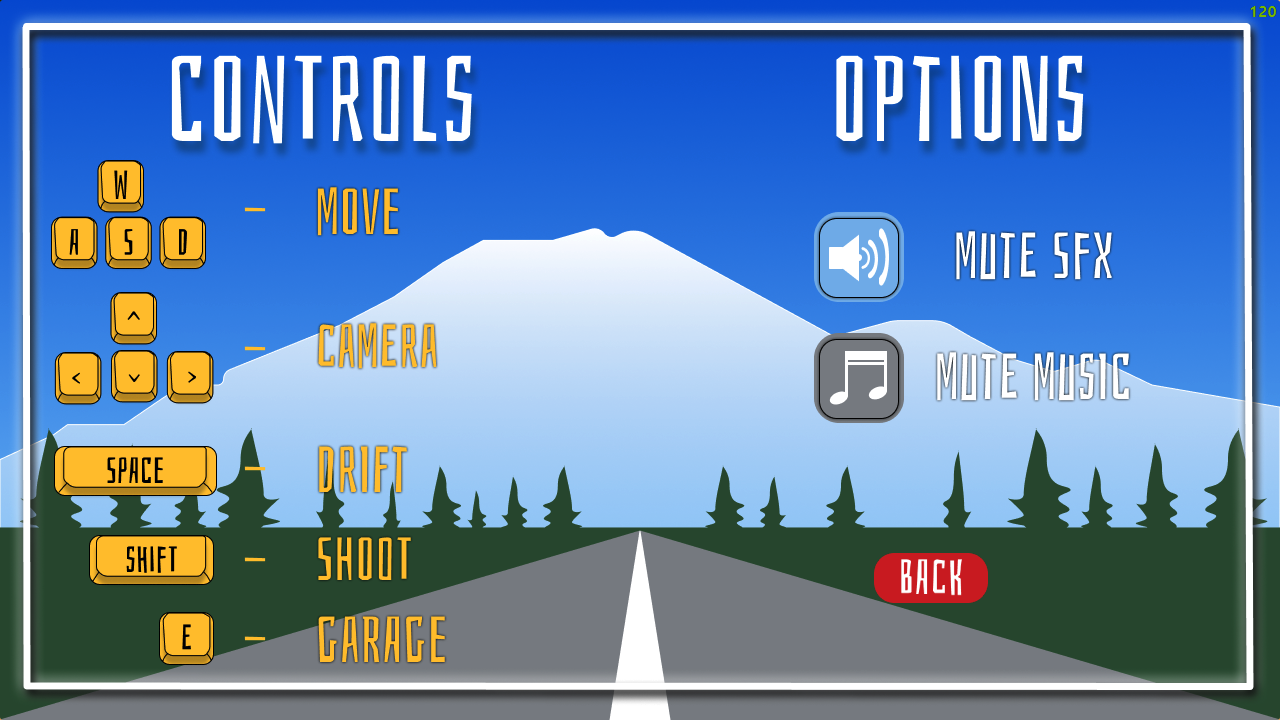 120
CONTROLS
W
A S D
– MOVE
^
< v >
– CAMERA
SPACE – DRIFT
SHIFT – SHOOT
E – GARAGE
OPTIONS
MUTE SFX
MUTE MUSIC
BACK